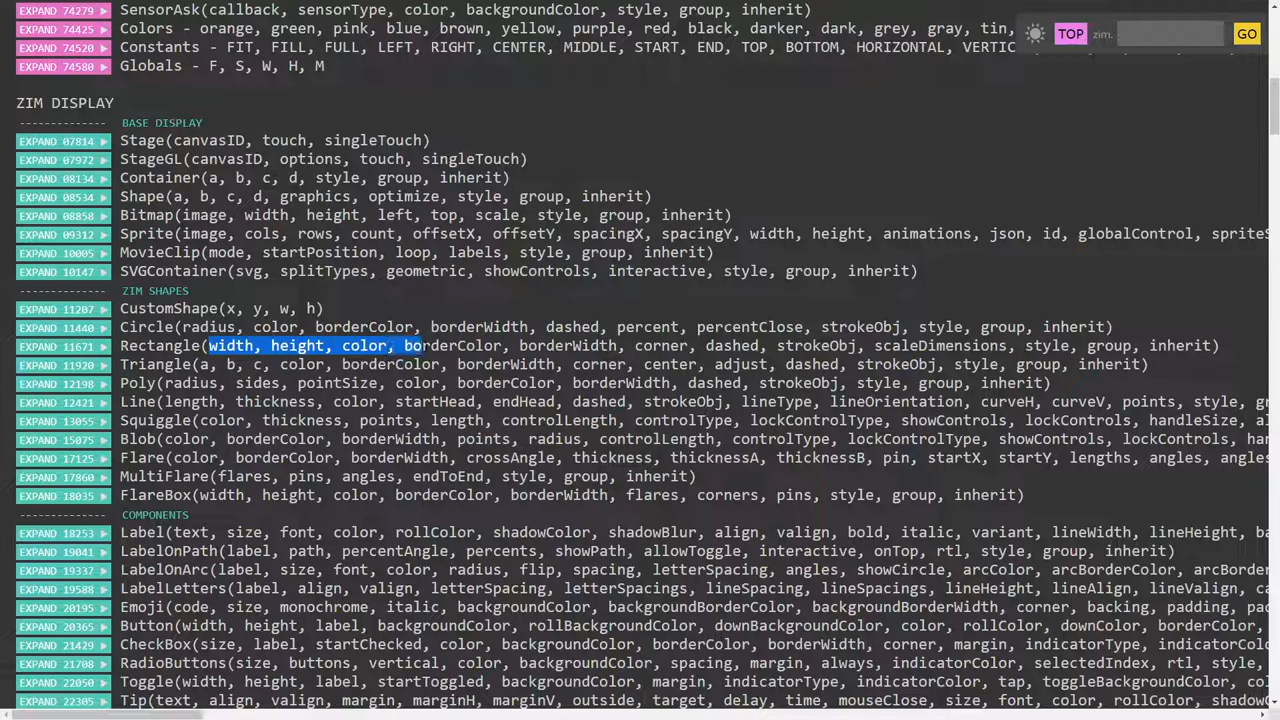 EXPAND 74279 ▶ SensorAsk(callback, sensorType, color, backgroundColor, style, group, inherit)
EXPAND 74425 ▶ Colors - orange, green, pink, blue, brown, yellow, purple, red, black, darker, dark, grey, gray, tin,
EXPAND 74520 ▶ Constants - FIT, FILL, FULL, LEFT, RIGHT, CENTER, MIDDLE, START, END, TOP, BOTTOM, HORIZONTAL, VERTIC
TOP zim. GO
EXPAND 74580 ▶ Globals - F, S, W, H, M
ZIM DISPLAY
-------------- BASE DISPLAY
EXPAND 07814 ▶ Stage(canvasID, touch, singleTouch)
EXPAND 07972 ▶ StageGL(canvasID, options, touch, singleTouch)
EXPAND 08134 ▶ Container(a, b, c, d, style, group, inherit)
EXPAND 08534 ▶ Shape(a, b, c, d, graphics, optimize, style, group, inherit)
EXPAND 08858 ▶ Bitmap(image, width, height, left, top, scale, style, group, inherit)
EXPAND 09312 ▶ Sprite(image, cols, rows, count, offsetX, offsetY, spacingX, spacingY, width, height, animations, json, id, globalControl, spriteS
EXPAND 10005 ▶ MovieClip(mode, startPosition, loop, labels, style, group, inherit)
EXPAND 10147 ▶ SVGContainer(svg, splitTypes, geometric, showControls, interactive, style, group, inherit)
-------------- ZIM SHAPES
EXPAND 11207 ▶ CustomShape(x, y, w, h)
EXPAND 11440 ▶ Circle(radius, color, borderColor, borderWidth, dashed, percent, percentClose, strokeObj, style, group, inherit)
EXPAND 11671 ▶ Rectangle(width, height, color, borderColor, borderWidth, corner, dashed, strokeObj, scaleDimensions, style, group, inherit)
EXPAND 11920 ▶ Triangle(a, b, c, color, borderColor, borderWidth, corner, center, adjust, dashed, strokeObj, style, group, inherit)
EXPAND 12198 ▶ Poly(radius, sides, pointSize, color, borderColor, borderWidth, dashed, strokeObj, style, group, inherit)
EXPAND 12421 ▶ Line(length, thickness, color, startHead, endHead, dashed, strokeObj, lineType, lineOrientation, curveH, curveV, points, style, gr
EXPAND 13055 ▶ Squiggle(color, thickness, points, length, controlLength, controlType, lockControlType, showControls, lockControls, handleSize, al
EXPAND 15075 ▶ Blob(color, borderColor, borderWidth, points, radius, controlLength, controlType, lockControlType, showControls, lockControls, han
EXPAND 17125 ▶ Flare(color, borderColor, borderWidth, crossAngle, thickness, thicknessA, thicknessB, pin, startX, startY, lengths, angles, angles
EXPAND 17860 ▶ MultiFlare(flares, pins, angles, endToEnd, style, group, inherit)
EXPAND 18035 ▶ FlareBox(width, height, color, borderColor, borderWidth, flares, corners, pins, style, group, inherit)
-------------- COMPONENTS
EXPAND 18253 ▶ Label(text, size, font, color, rollColor, shadowColor, shadowBlur, align, valign, bold, italic, variant, lineWidth, lineHeight, ba
EXPAND 19041 ▶ LabelOnPath(label, path, percentAngle, percents, showPath, allowToggle, interactive, onTop, rtl, style, group, inherit)
EXPAND 19337 ▶ LabelOnArc(label, size, font, color, radius, flip, spacing, letterSpacing, angles, showCircle, arcColor, arcBorderColor, arcBorder
EXPAND 19588 ▶ LabelLetters(label, align, valign, letterSpacing, letterSpacings, lineSpacing, lineSpacings, lineHeight, lineAlign, lineValign, ca
EXPAND 20195 ▶ Emoji(code, size, monochrome, italic, backgroundColor, backgroundBorderColor, backgroundBorderWidth, corner, backing, padding, pad
EXPAND 20365 ▶ Button(width, height, label, backgroundColor, rollBackgroundColor, downBackgroundColor, color, rollColor, downColor, borderColor,
EXPAND 21429 ▶ CheckBox(size, label, startChecked, color, backgroundColor, borderColor, borderWidth, corner, margin, indicatorType, indicatorColo
EXPAND 21708 ▶ RadioButtons(size, buttons, vertical, color, backgroundColor, spacing, margin, always, indicatorColor, selectedIndex, rtl, style,
EXPAND 22050 ▶ Toggle(width, height, label, startToggled, backgroundColor, margin, indicatorType, indicatorColor, tap, toggleBackgroundColor, col
EXPAND 22305 ▶ Tip(text, align, valign, marginH, marginV, outside, target, delay, time, mouseClose, size, font, color, backgroundColor,